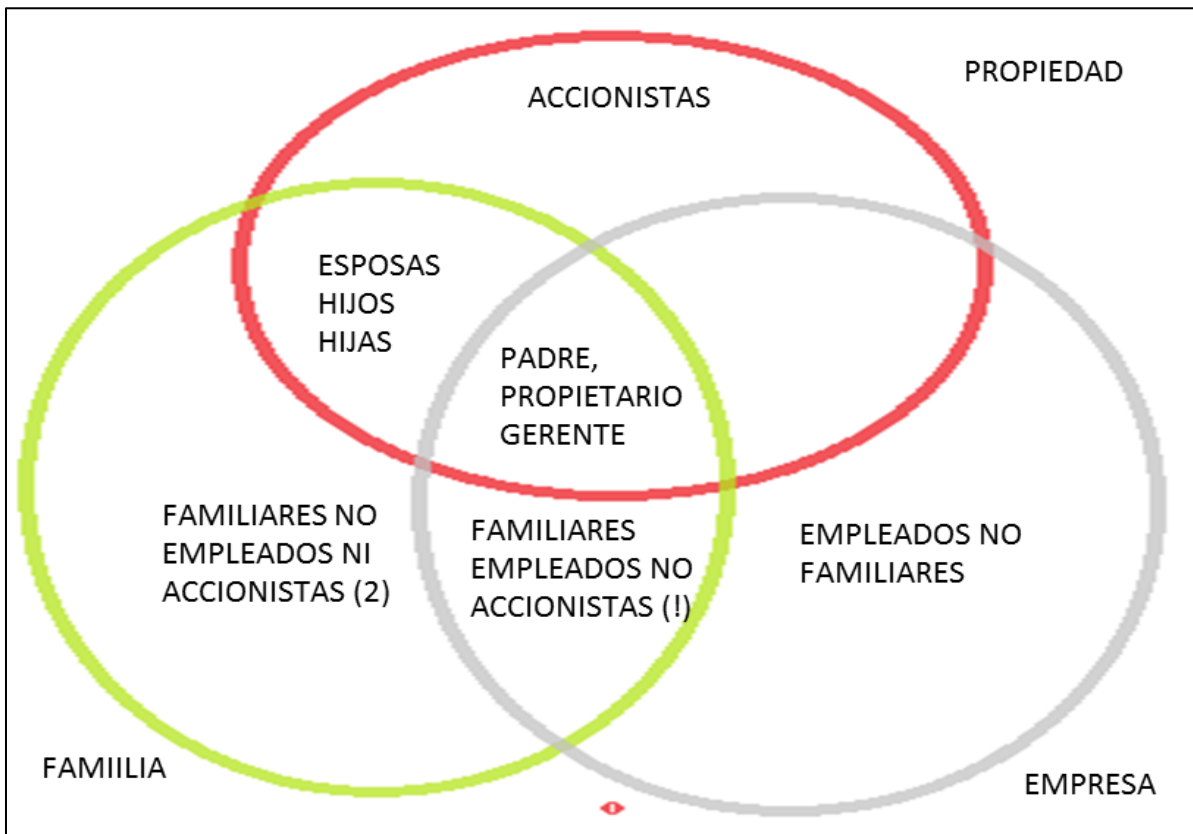 PROPIEDAD
ACCIONISTAS
ESPOSAS
HIJOS
HIJAS
PADRE,
PROPIETARIO
GERENTE
FAMILIARES NO
EMPLEADOS NI
ACCIONISTAS (2)
FAMILIARES
EMPLEADOS NO
ACCIONISTAS (!)
EMPLEADOS NO
FAMILIARES
FAMIILIA
EMPRESA